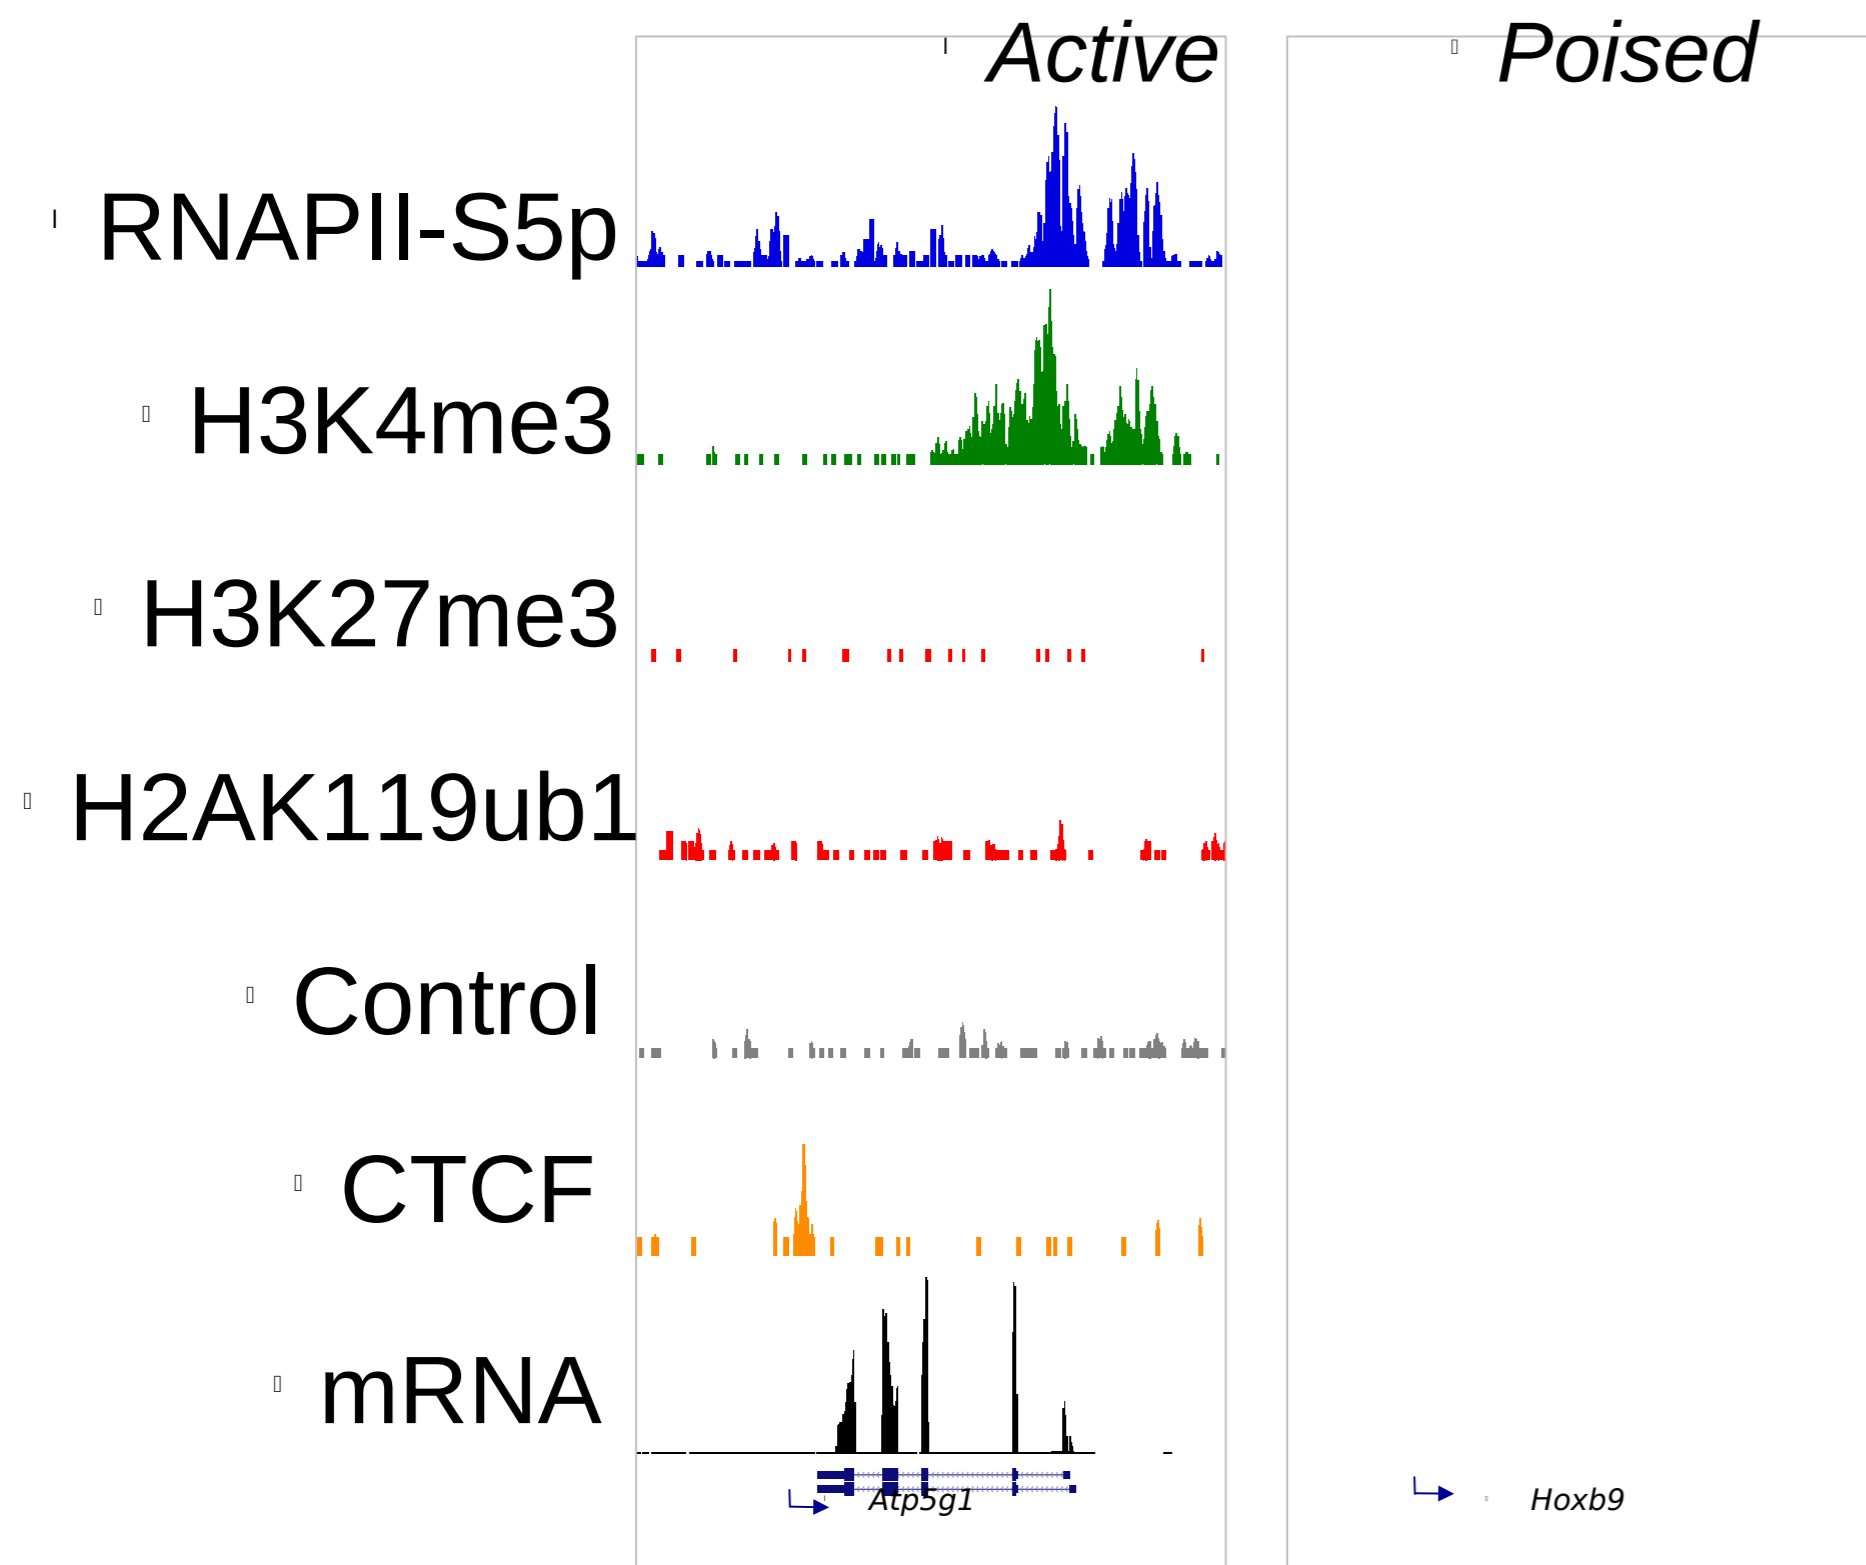 Active
Poised
RNAPII-S5p
H3K4me3
H3K27me3
H2AK119ub1
Control
CTCF
mRNA
Atp5g1
Hoxb9